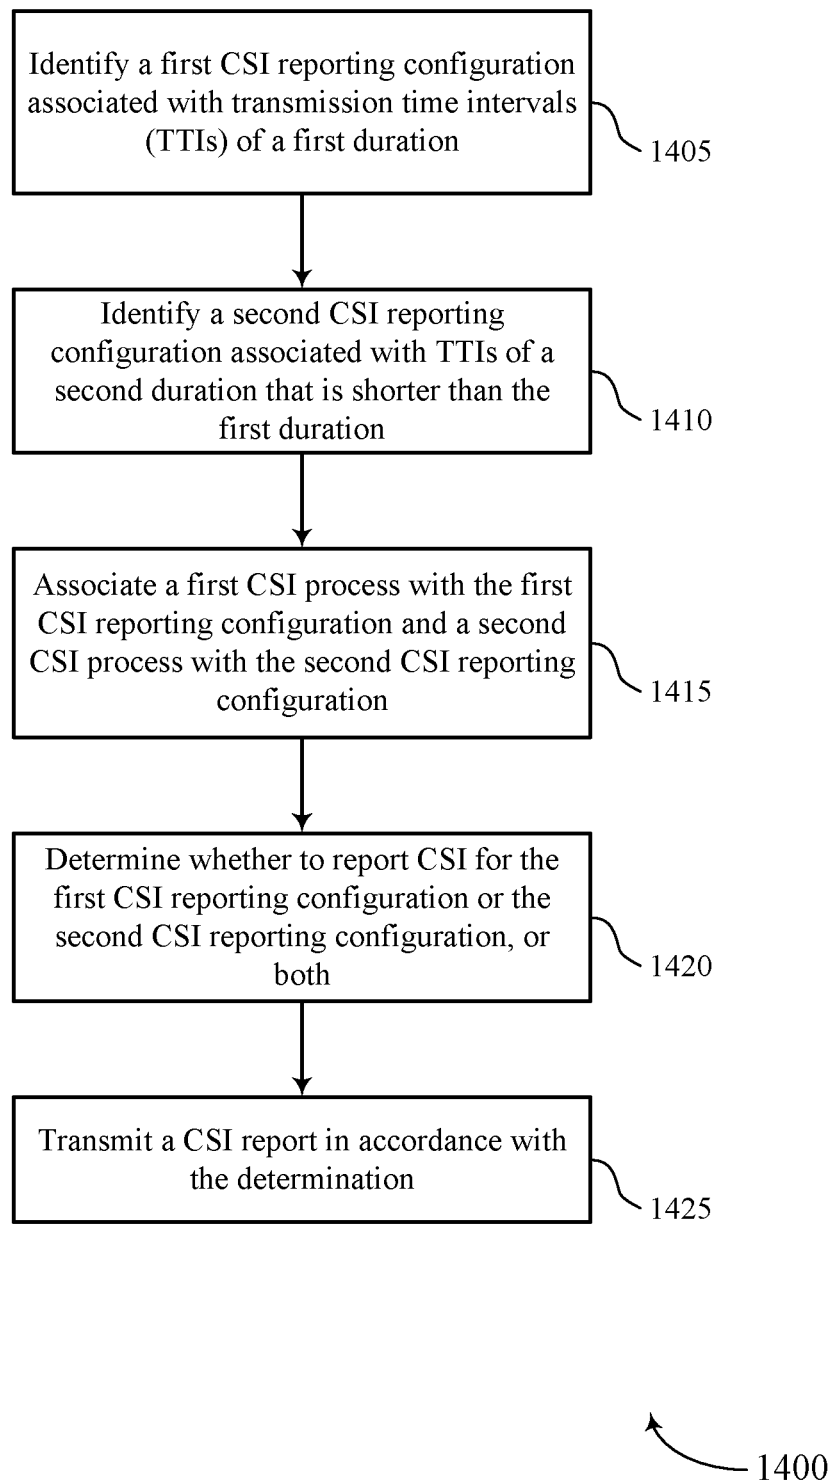 Identify a first CSI reporting configuration
associated with transmission time intervals
(TTIs) of a first duration
1405
Identify a second CSI reporting
configuration associated with TTIs of a
second duration that is shorter than the
first duration
1410
Associate a first CSI process with the first
CSI reporting configuration and a second
CSI process with the second CSI reporting
configuration
1415
Determine whether to report CSI for the
first CSI reporting configuration or the
second CSI reporting configuration, or
both
1420
Transmit a CSI report in accordance with
the determination
1425
1400